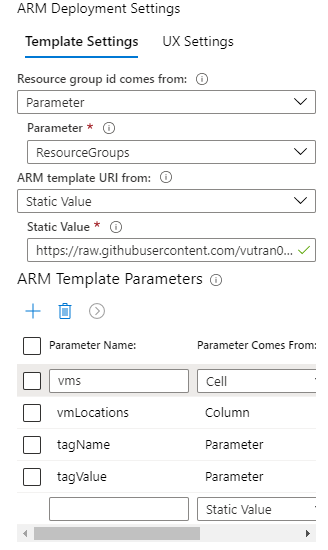 ARM Deployment Settings
Template Settings UX Settings
Resource group id comes from:
Parameter
Parameter *
ResourceGroups
ARM template URI from:
Static Value
Static Value *
https://raw.githubusercontent.com/vutran0...
ARM Template Parameters
Parameter Name: Parameter Comes From:
vms Cell
vmLocations Column
tagName Parameter
tagValue Parameter
Static Value